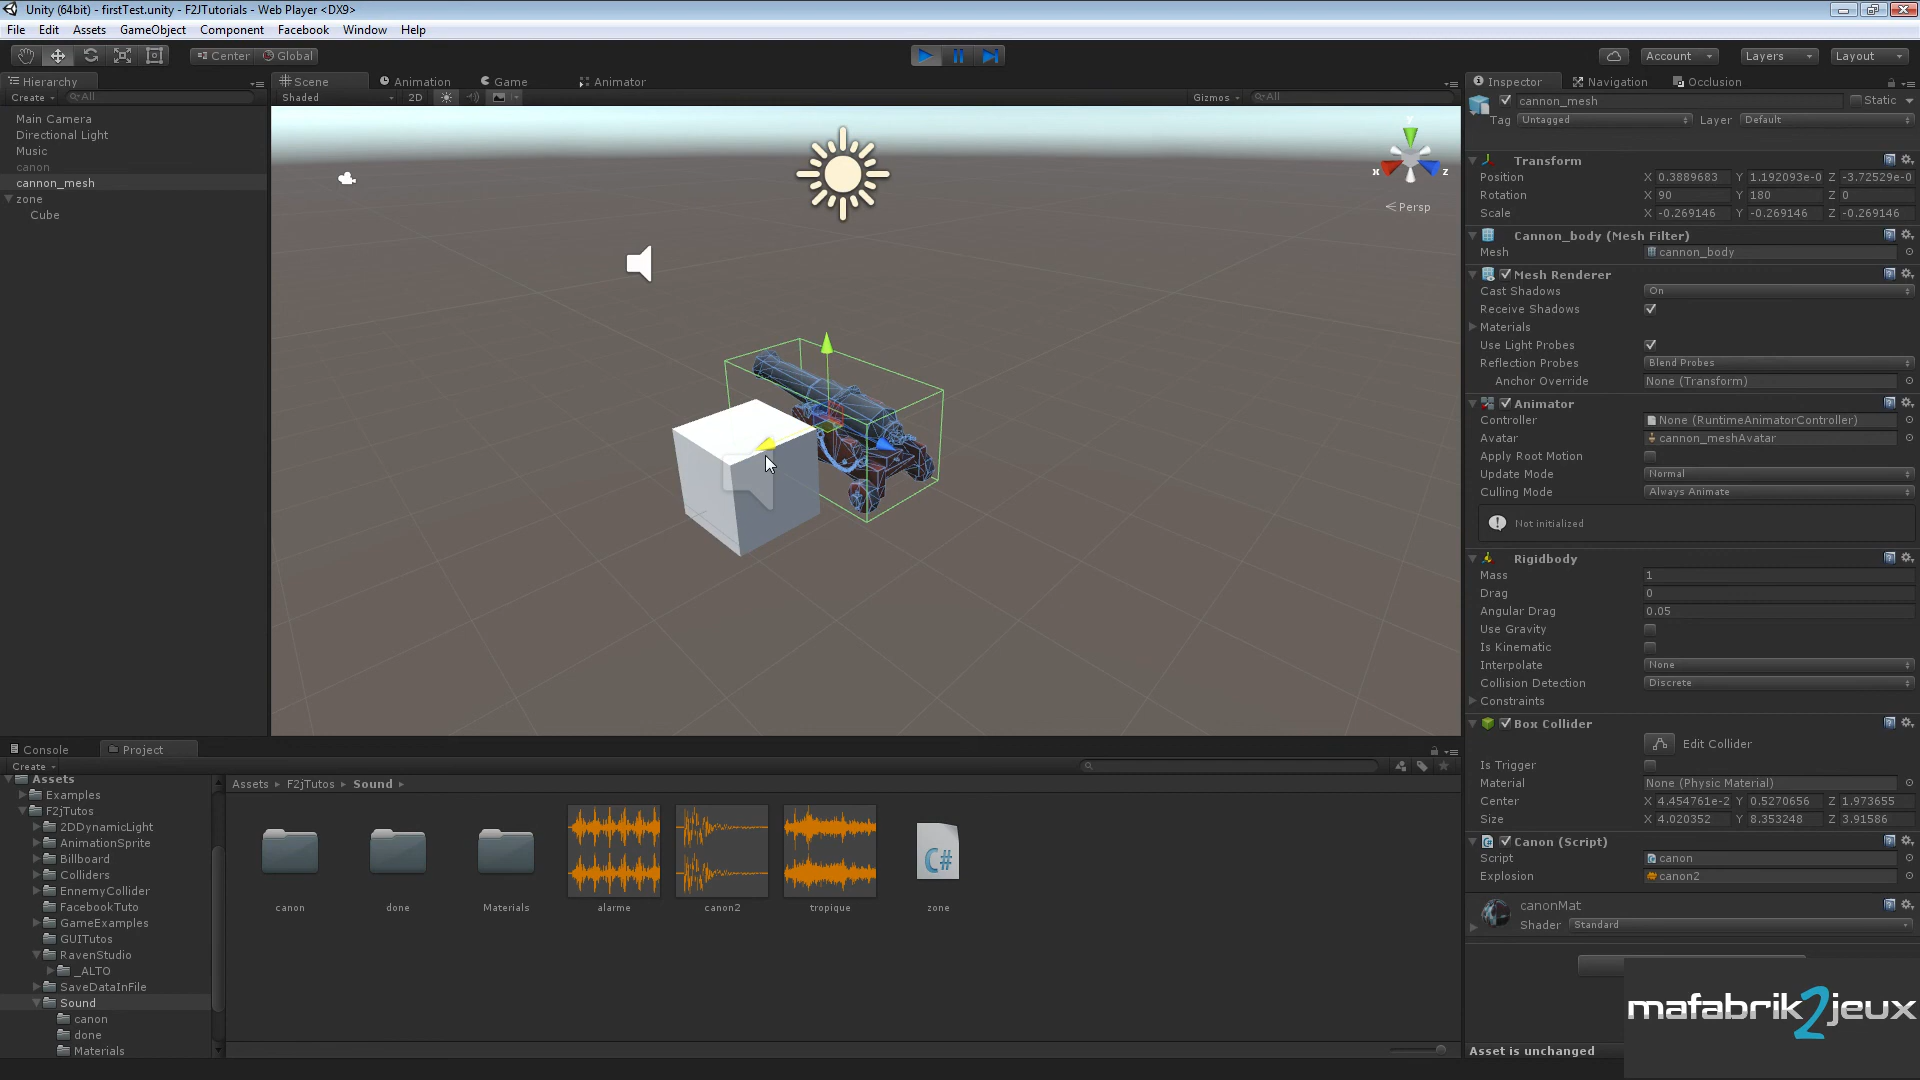 Unity (64bit) - firstTest.unity - F2JTutorials - Web Player <DX9>
File Edit Assets GameObject Facebook Component Window Help
Center Global Account Layers Layout
Hierarchy
Create All
Main Camera
Directional Light
Music
canon
cannon_mesh
zone
Cube
Scene Animation Game Animator
Shaded 2D Gizmos All
y
x z
Persp
Inspector Navigation Occlusion
cannon_mesh Static
Tag Untagged Layer Default
Transform
Position X 0.3889683 Y 1.192093e-0 Z -3.72529e-0
Rotation X 90 Y 180 Z 0
Scale X -0.269146 Y -0.269146 Z -0.269146
Cannon_body (Mesh Filter)
Mesh cannon_body
Mesh Renderer
Cast Shadows On
Receive Shadows
Materials
Use Light Probes
Reflection Probes Blend Probes
Anchor Override None (Transform)
Animator
Controller None (RuntimeAnimatorController)
Avatar cannon_meshAvatar
Apply Root Motion
Update Mode Normal
Culling Mode Always Animate
Not initialized
Rigidbody
Mass 1
Drag 0
Angular Drag 0.05
Use Gravity
Is Kinematic
Interpolate None
Collision Detection Discrete
Constraints
Box Collider
Edit Collider
Is Trigger
Material None (Physic Material)
Center X 4.454761e-2 Y 0.5270656 Z 1.973655
Size X 4.020352 Y 8.353248 Z 3.91586
Canon (Script)
Script canon
Explosion canon2
canonMat
Shader Standard
mafabrik2jeux
Asset is unchanged
Console Project
Create
Assets
Examples
F2jTutos
2DDynamicLight
AnimationSprite
Billboard
Colliders
EnnemyCollider
FacebookTuto
GameExamples
GUITutos
RavenStudio
_ALTO
SaveDataInFile
Sound
canon
done
Materials
Assets F2jTutos Sound
C#
canon done Materials alarme canon2 tropique zone